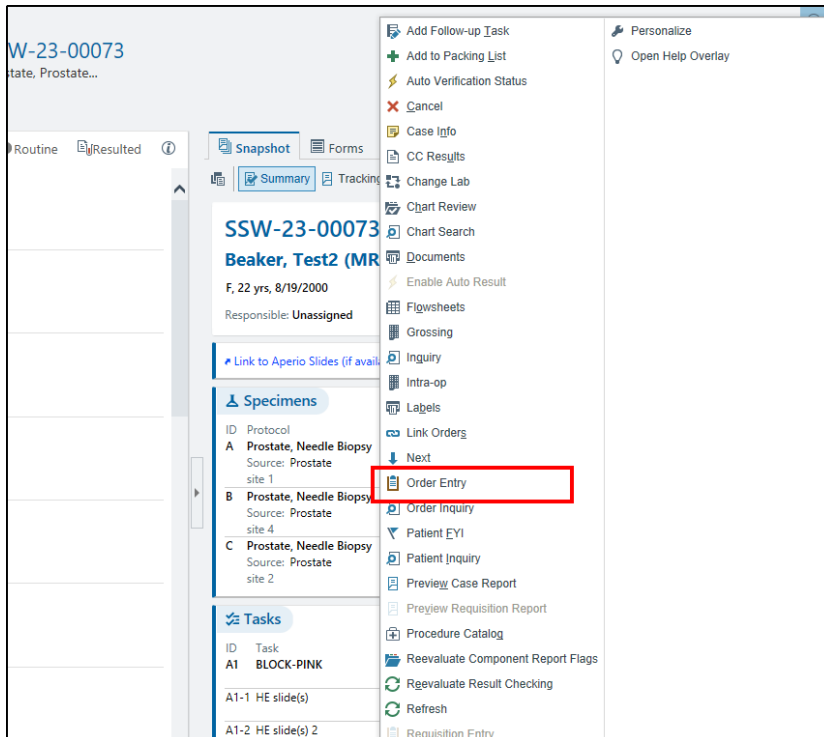 W-23-00073
state, Prostate...
Routine
Resulted
Snapshot
Forms
Summary
Tracking
SSW-23-00073
Beaker, Test2 (MR
F, 22 yrs, 8/19/2000
Responsible: Unassigned
Link to Aperio Slides (if avail
Specimens
ID Protocol
A Prostate, Needle Biopsy
Source: Prostate
site 1
B Prostate, Needle Biopsy
Source: Prostate
site 4
C Prostate, Needle Biopsy
Source: Prostate
site 2
Tasks
ID Task
A1 BLOCK-PINK
A1-1 HE slide(s)
A1-2 HE slide(s) 2
Add Follow-up Task
Add to Packing List
Auto Verification Status
Cancel
Case Info
CC Results
Change Lab
Chart Review
Chart Search
Documents
Enable Auto Result
Flowsheets
Grossing
Inquiry
Intra-op
Labels
Link Orders
Next
Order Entry
Order Inquiry
Patient FYI
Patient Inquiry
Preview Case Report
Preview Requisition Report
Procedure Catalog
Reevaluate Component Report Flags
Reevaluate Result Checking
Refresh
Requisition Entry
Personalize
Open Help Overlay